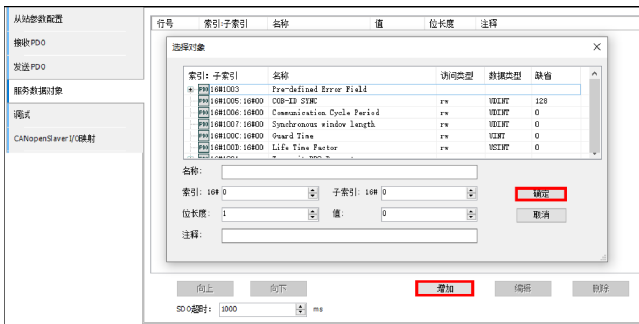 从站参数配置
接收PDO
发送PDO
服务数据对象
调试
CANopenSlaver I/O映射
行号 索引:子索引 名称 值 位长度 注释
选择对象
索引: 子索引 名称 访问类型 数据类型 缺省
16#1003 Pre-defined Error Field
16#1005:16#00 COB-ID SYNC rw UDINT 128
16#1006:16#00 Communication Cycle Period rw UDINT 0
16#1007:16#00 Synchronous window length rw UDINT 0
16#100C:16#00 Guard Time rw UINT 0
16#100D:16#00 Life Time Factor rw USINT 0
名称:
索引: 16# 0 子索引: 16# 0 确定
位长度: 1 值: 0 取消
注释:
向上 向下 增加 编辑 删除
SDO超时: 1000 ms